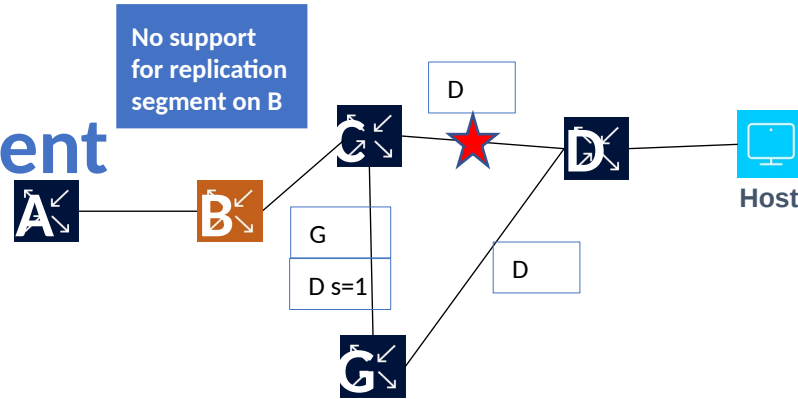 No support
for replication
segment on B
D
ent
C
D
A
B
Host
G
D
D s=1
G